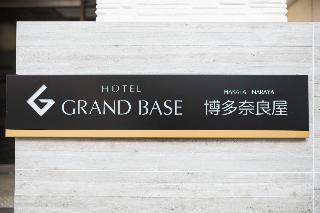 HOTEL
GRAND BASE
HAKATA NARAYA
博多奈良屋